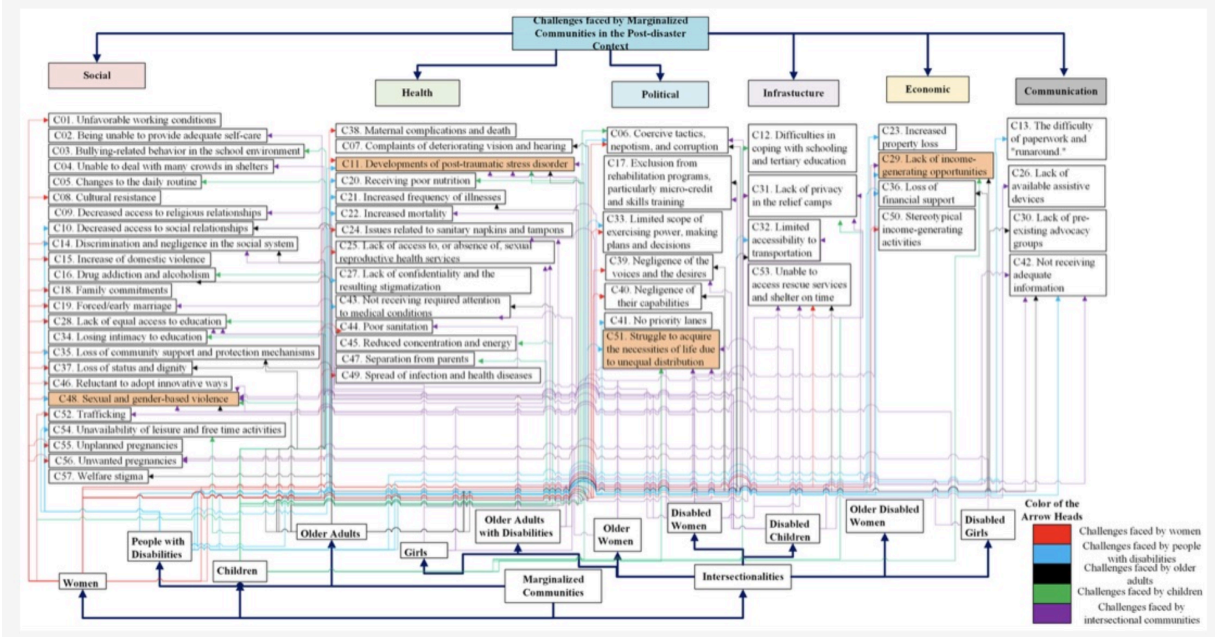 Challenges faced by Marginalized
Communities in the Post-disaster
Context
Social
Health
Political
Infrastucture
Economic
Communication
C01. Unfavorable working conditions
C02. Being unable to provide adequate self-care
C03. Bullying-related behavior in the school environment
C04. Unable to deal with many crowds in shelters
C05. Changes to the daily routine
C08. Cultural resistance
C09. Decreased access to religious relationships
C10. Decreased access to social relationships
C14. Discrimination and negligence in the social system
C15. Increase of domestic violence
C16. Drug addiction and alcoholism
C18. Family commitments
C19. Forced/early marriage
C28. Lack of equal access to education
C34. Losing intimacy to education
C35. Loss of community support and protection mechanisms
C37. Loss of status and dignity
C46. Reluctant to adopt innovative ways
C48. Sexual and gender-based violence
C52. Trafficking
C54. Unavailability of leisure and free time activities
C55. Unplanned pregnancies
C56. Unwanted pregnancies
C57. Welfare stigma
C38. Maternal complications and death
C07. Complaints of deteriorating vision and hearing
C11. Developments of post-traumatic stress disorder
C20. Receiving poor nutrition
C21. Increased frequency of illnesses
C22. Increased mortality
C24. Issues related to sanitary napkins and tampons
C25. Lack of access to, or absence of, sexual
reproductive health services
C27. Lack of confidentiality and the
resulting stigmatization
C43. Not receiving required attention
to medical conditions
C44. Poor sanitation
C45. Reduced concentration and energy
C47. Separation from parents
C49. Spread of infection and health diseases
C06. Coercive tactics,
nepotism, and corruption
C17. Exclusion from
rehabilitation programs,
particularly micro-credit
and skills training
C33. Limited scope of
exercising power, making
plans and decisions
C39. Negligence of the
voices and the desires
C40. Negligence of
their capabilities
C41. No priority lanes
C51. Struggle to acquire
the necessities of life due
to unequal distribution
C12. Difficulties in
coping with schooling
and tertiary education
C31. Lack of privacy
in the relief camps
C32. Limited
accessibility to
transportation
C53. Unable to
access rescue services
and shelter on time
C23. Increased
property loss
C29. Lack of income-
generating opportunities
C36. Loss of
financial support
C50. Stereotypical
income-generating
activities
C13. The difficulty
of paperwork and
"runaround."
C26. Lack of
available assistive
devices
C30. Lack of pre-
existing advocacy
groups
C42. Not receiving
adequate
information
Women
People with
Disabilities
Children
Older Adults
Girls
Older Adults
with Disabilities
Older
Women
Disabled
Women
Disabled
Children
Older Disabled
Women
Disabled
Girls
Marginalized
Communities
Intersectionalities
Color of the
Arrow Heads
Challenges faced by women
Challenges faced by people
with disabilities
Challenges faced by older
adults
Challenges faced by children
Challenges faced by
intersectional communities